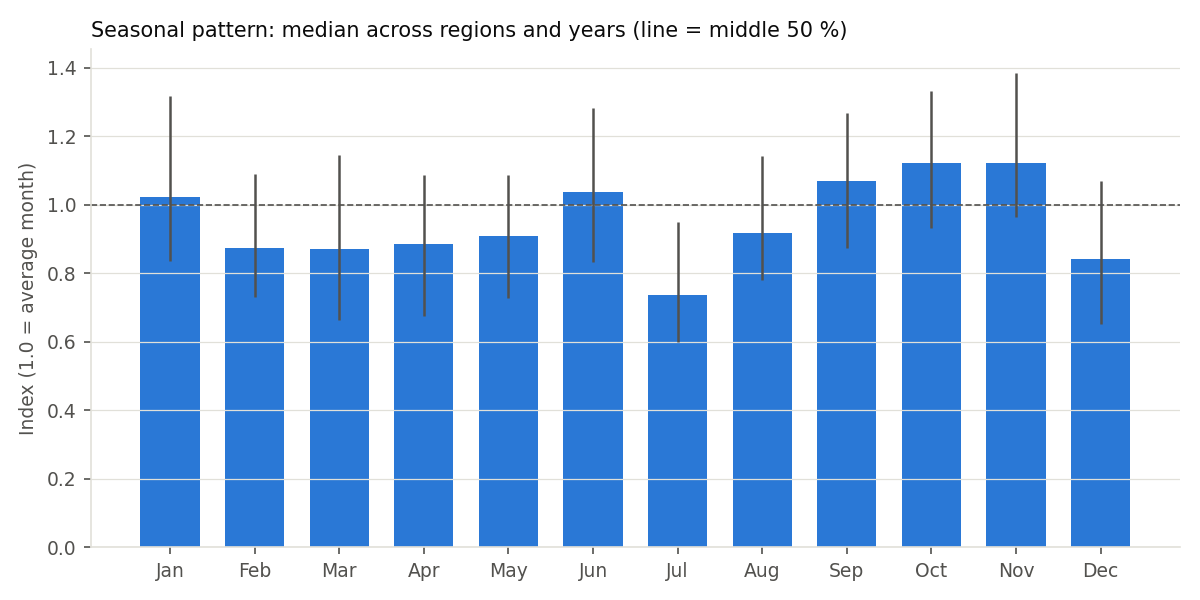 Seasonal pattern: median across regions and years (line = middle 50 %)
Index (1.0 = average month)
1.4
1.2
1.0
0.8
0.6
0.4
0.2
0.0
Jan Feb Mar Apr May Jun Jul Aug Sep Oct Nov Dec